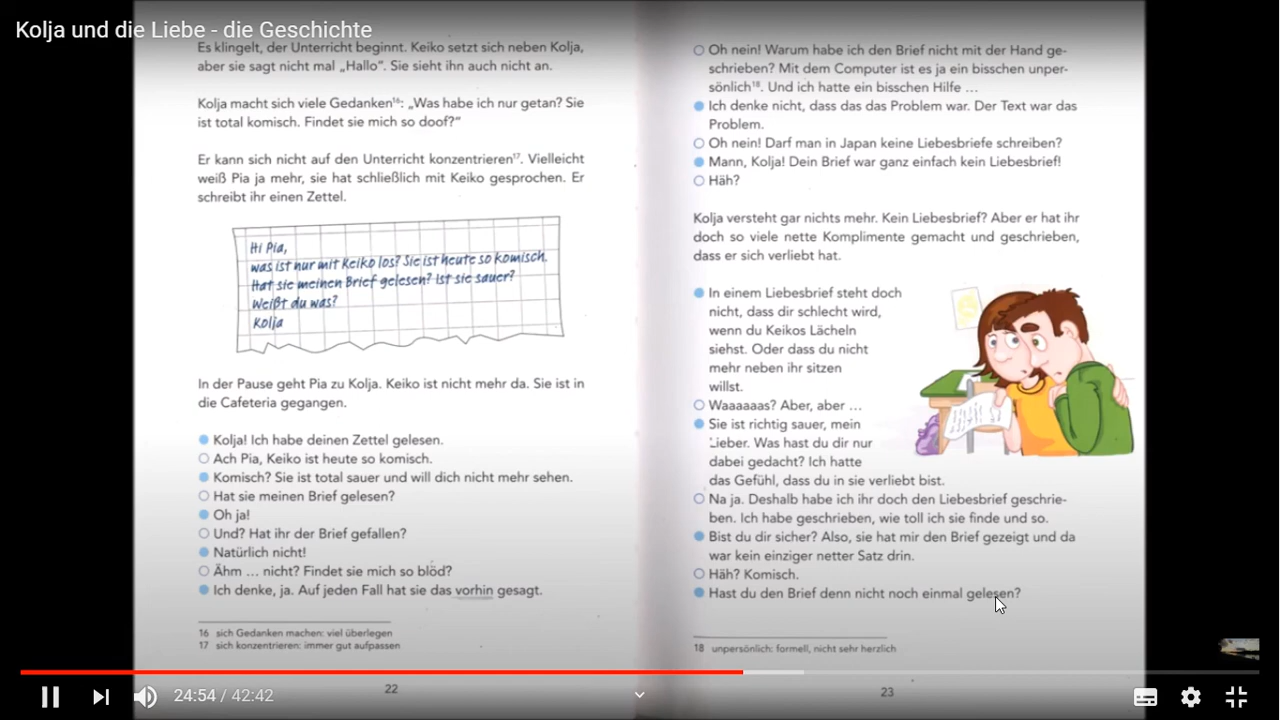 Kolja und die Liebe - die Geschichte
Es klingelt, der Unterricht beginnt. Keiko setzt sich neben Kolja,
aber sie sagt nicht mal „Hallo“. Sie sieht ihn auch nicht an.
Kolja macht sich viele Gedanken¹⁶: „Was habe ich nur getan? Sie
ist total komisch. Findet sie mich so doof?“
Er kann sich nicht auf den Unterricht konzentrieren¹⁷. Vielleicht
weiß Pia ja mehr, sie hat schließlich mit Keiko gesprochen. Er
schreibt ihr einen Zettel.
Hi Pia,
was ist nur mit Keiko los? Sie ist heute so komisch.
Hat sie meinen Brief gelesen? Ist sie sauer?
Weißt du was?
Kolja
In der Pause geht Pia zu Kolja. Keiko ist nicht mehr da. Sie ist in
die Cafeteria gegangen.
Kolja! Ich habe deinen Zettel gelesen.
Ach Pia, Keiko ist heute so komisch.
Komisch? Sie ist total sauer und will dich nicht mehr sehen.
Hat sie meinen Brief gelesen?
Oh ja!
Und? Hat ihr der Brief gefallen?
Natürlich nicht!
Ähm … nicht? Findet sie mich so blöd?
Ich denke, ja. Auf jeden Fall hat sie das vorhin gesagt.
16 sich Gedanken machen: viel überlegen
17 sich konzentrieren: immer gut aufpassen
22
Oh nein! Warum habe ich den Brief nicht mit der Hand ge-
schrieben? Mit dem Computer ist es ja ein bisschen unper-
sönlich¹⁸. Und ich hatte ein bisschen Hilfe …
Ich denke nicht, dass das das Problem war. Der Text war das
Problem.
Oh nein! Darf man in Japan keine Liebesbriefe schreiben?
Mann, Kolja! Dein Brief war ganz einfach kein Liebesbrief!
Häh?
Kolja versteht gar nichts mehr. Kein Liebesbrief? Aber er hat ihr
doch so viele nette Komplimente gemacht und geschrieben,
dass er sich verliebt hat.
In einem Liebesbrief steht doch
nicht, dass dir schlecht wird,
wenn du Keikos Lächeln
siehst. Oder dass du nicht
mehr neben ihr sitzen
willst.
Waaaaaas? Aber, aber …
Sie ist richtig sauer, mein
Lieber. Was hast du dir nur
dabei gedacht? Ich hatte
das Gefühl, dass du in sie verliebt bist.
Na ja. Deshalb habe ich ihr doch den Liebesbrief geschrie-
ben. Ich habe geschrieben, wie toll ich sie finde und so.
Bist du dir sicher? Also, sie hat mir den Brief gezeigt und da
war kein einziger netter Satz drin.
Häh? Komisch.
Hast du den Brief denn nicht noch einmal gelesen?
18 unpersönlich: formell, nicht sehr herzlich
23
24:54 / 42:42